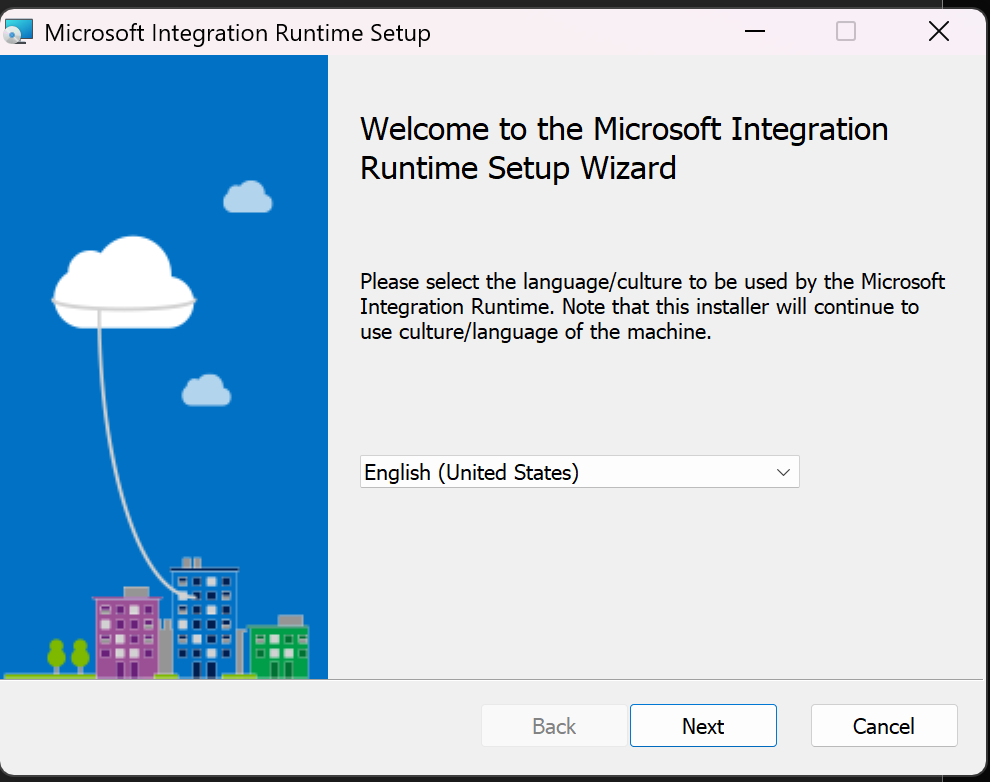 Microsoft Integration Runtime Setup
Welcome to the Microsoft Integration
Runtime Setup Wizard
Please select the language/culture to be used by the Microsoft
Integration Runtime. Note that this installer will continue to
use culture/language of the machine.
English (United States)
Back
Next
Cancel